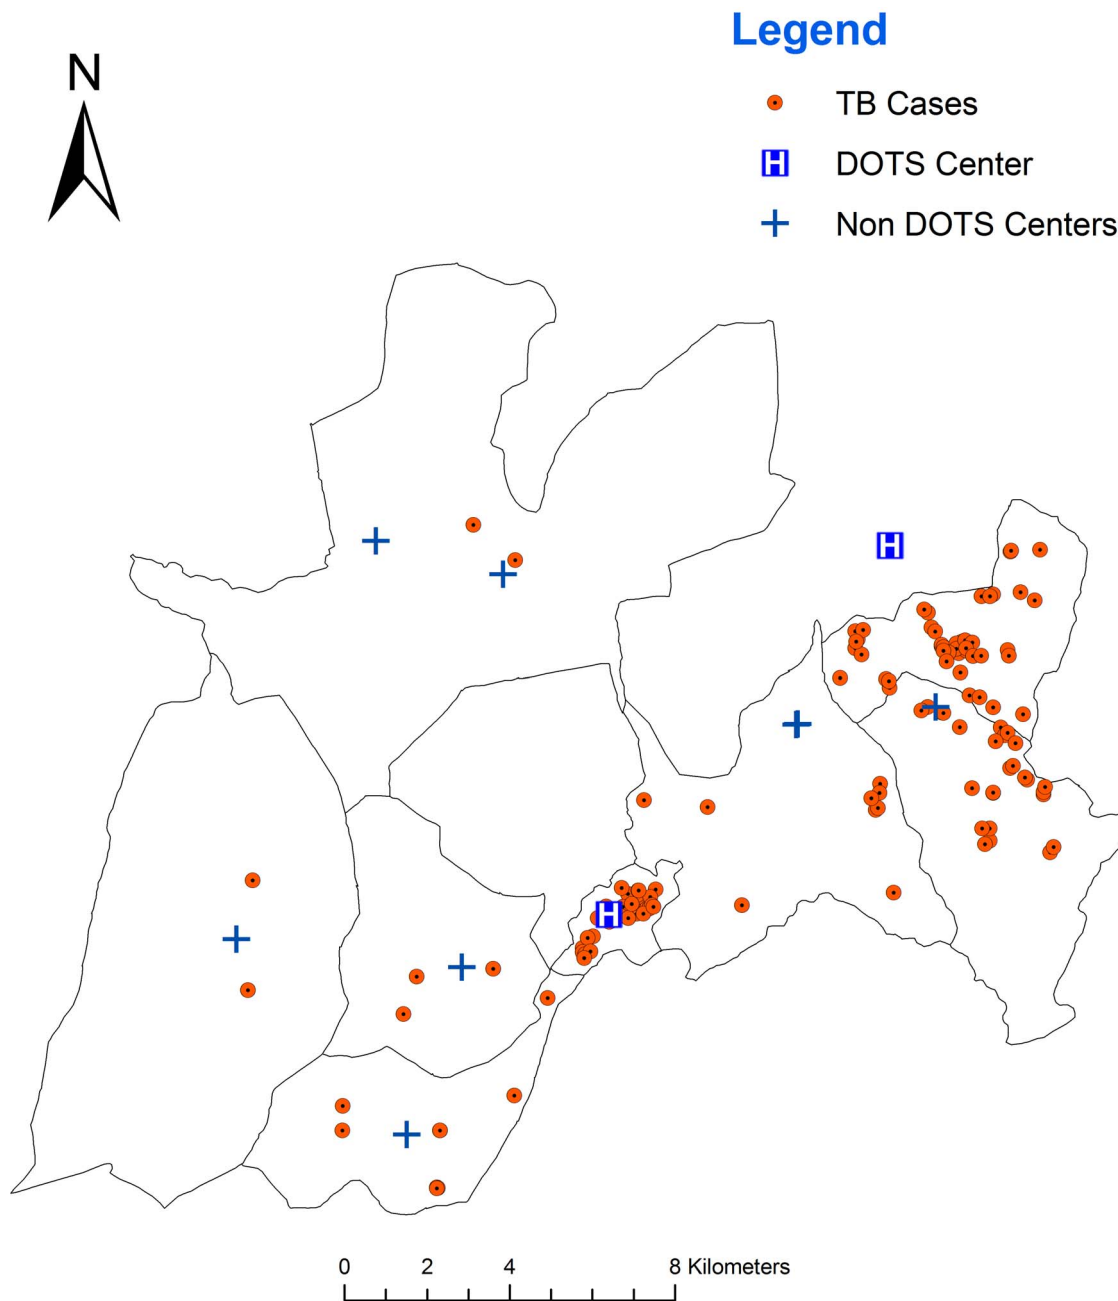 Legend
N
TB Cases
H DOTS Center
Non DOTS Centers
H
H
0 2 4 8 Kilometers